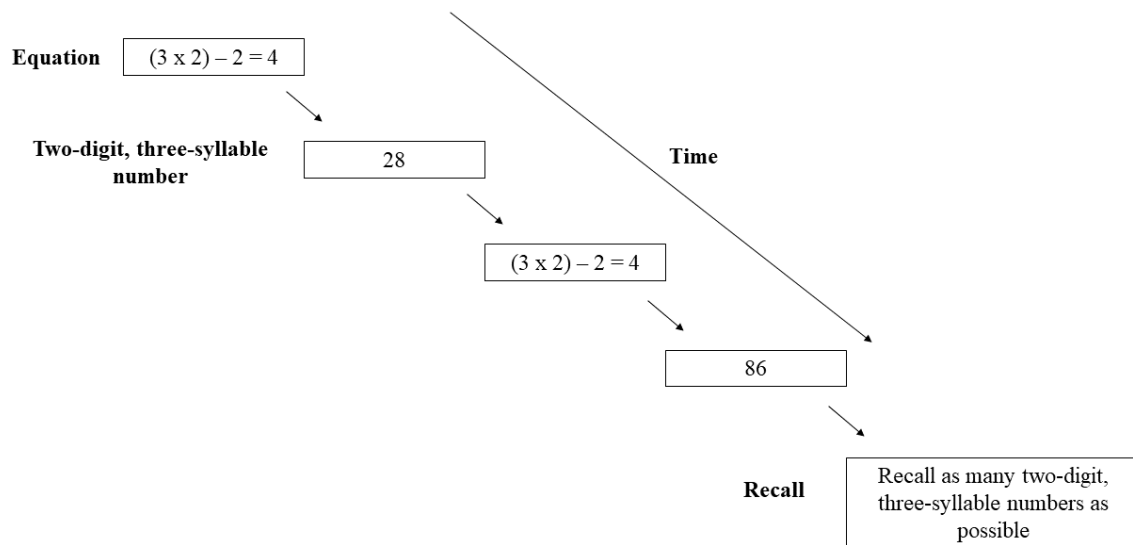 Equation
(3 x 2) – 2 = 4
Two-digit, three-syllable
number
28
Time
(3 x 2) – 2 = 4
86
Recall
Recall as many two-digit,
three-syllable numbers as
possible